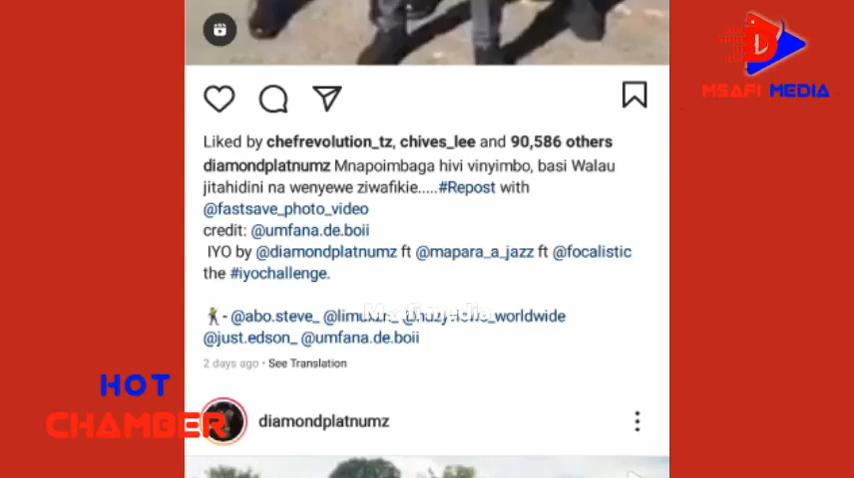 MSAFI MEDIA
Liked by chefrevolution_tz, chives_lee and 90,586 others
diamondplatnumz Mnapoimbaga hivi vinyimbo, basi Walau
jitahidini na wenyewe ziwafikie.....#Repost with
@fastsave_photo_video
credit: @umfana.de.boii
IYO by @diamondplatnumz ft @mapara_a_jazz ft @focalistic
the #iyochallenge.
- @abo.steve_
@just.edson_ @umfana.de.boii
2 days ago • See Translation
HOT
CHAMBER
diamondplatnumz